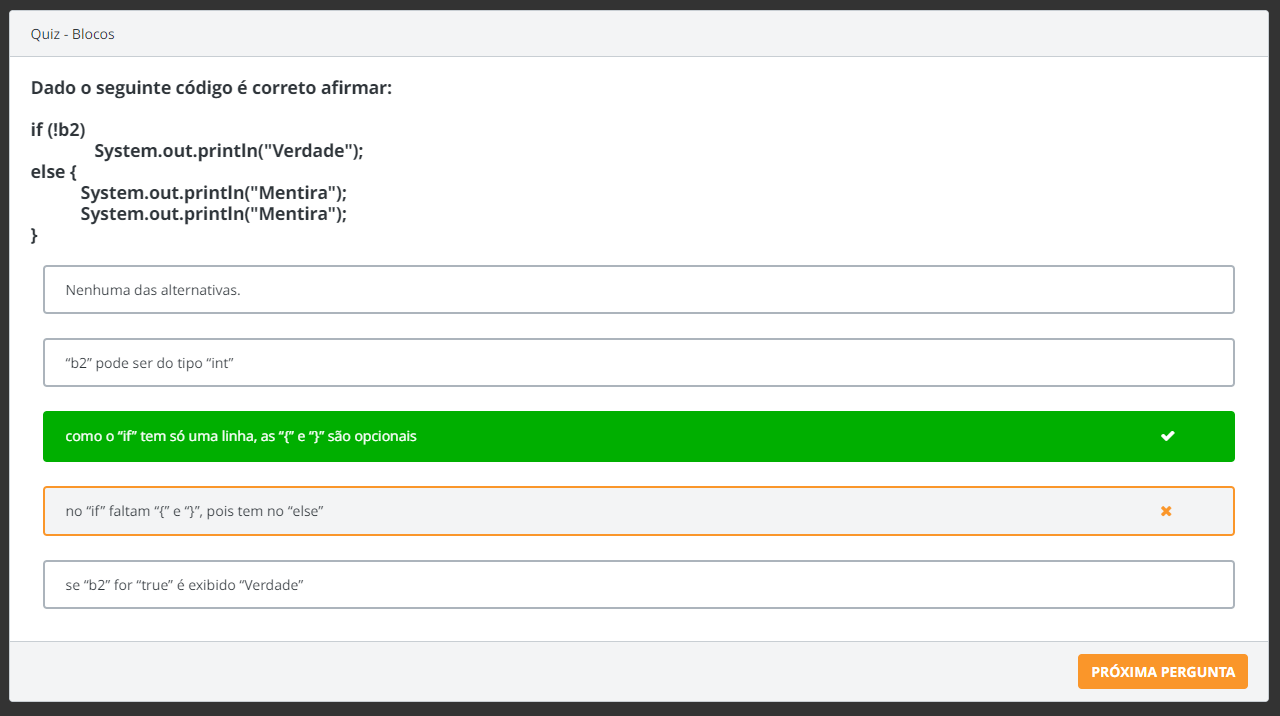 Quiz - Blocos
Dado o seguinte código é correto afirmar:
if (!b2)
System.out.println("Verdade");
else {
System.out.println("Mentira");
System.out.println("Mentira");
}
Nenhuma das alternativas.
“b2” pode ser do tipo “int”
como o “if” tem só uma linha, as “{” e “}” são opcionais
no “if” faltam “{” e “}”, pois tem no “else”
se “b2” for “true” é exibido “Verdade”
PRÓXIMA PERGUNTA